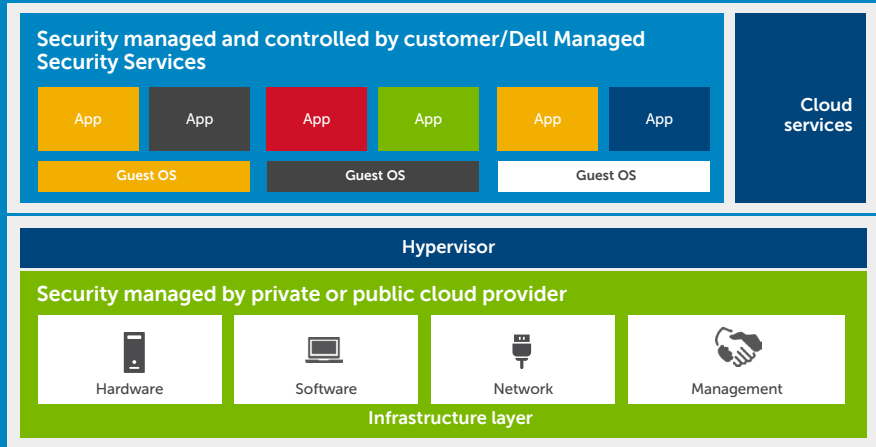 Security managed and controlled by customer/Dell Managed
Security Services
App
App
App
App
App
App
Guest OS
Guest OS
Guest OS
Cloud
services
Hypervisor
Security managed by private or public cloud provider
Hardware
Software
Network
Management
Infrastructure layer